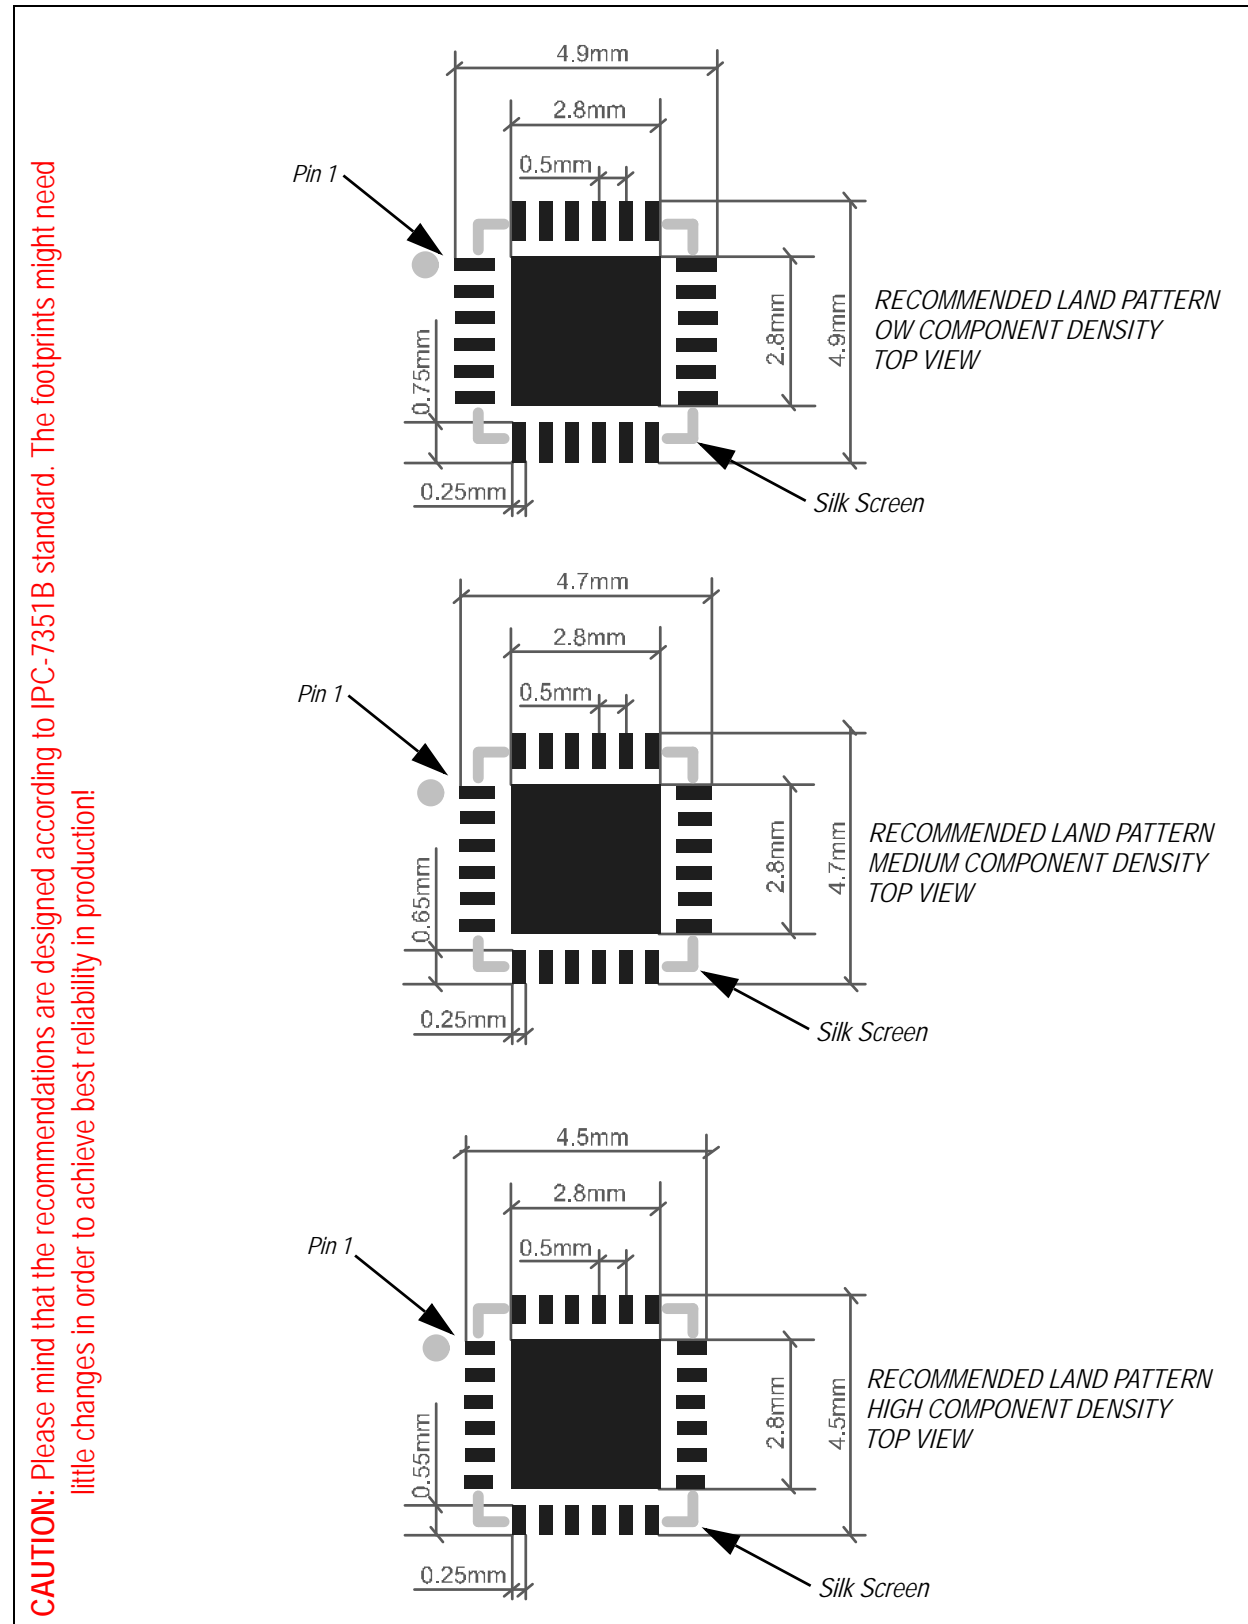 CAUTION: Please mind that the recommendations are designed according to IPC-7351B standard. The footprints might need
little changes in order to achieve best reliability in production!
4.9mm
2.8mm
0.5mm
Pin 1
0.75mm
0.25mm
2.8mm
4.9mm
RECOMMENDED LAND PATTERN
OW COMPONENT DENSITY
TOP VIEW
Silk Screen
4.7mm
2.8mm
0.5mm
Pin 1
0.65mm
0.25mm
2.8mm
4.7mm
RECOMMENDED LAND PATTERN
MEDIUM COMPONENT DENSITY
TOP VIEW
Silk Screen
4.5mm
2.8mm
0.5mm
Pin 1
0.55mm
0.25mm
2.8mm
4.5mm
RECOMMENDED LAND PATTERN
HIGH COMPONENT DENSITY
TOP VIEW
Silk Screen